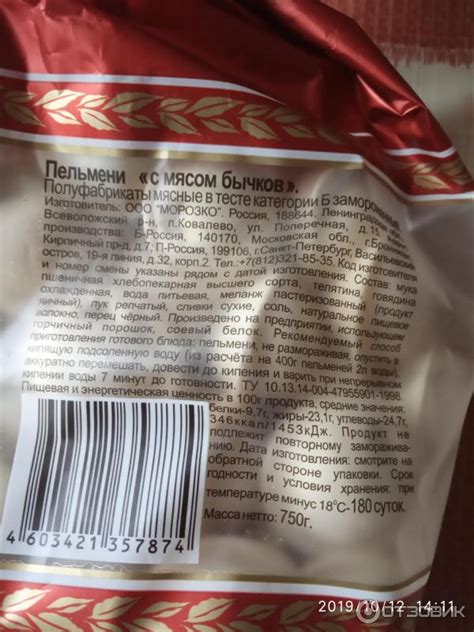 Пельмени «с мясом бычков».
Полуфабрикаты мясные в тесте категории Б замороженные.
Изготовитель: ООО "МОРОЗКО". Россия, 188644. Ленинградская
Всеволожский р-н, п.Ковалево, ул. Поперечная, д.15,
производства: Б-Россия, 140170, Московская обл., г.Бронницы,
Кирпичный пр-д, д.7; П-Россия, 199106, г.Санкт-Петербург, Васильевский
остров, 19-я линия, д.32, корп.2. Тел.:+7(812)321-85-35. Код изготовителя
и номер смены указаны рядом с датой изготовления. Состав: мука
пшеничная хлебопекарная высшего сорта, телятина, говядина
охлажденная, вода питьевая, меланж пастеризованный (продукт
яичный), лук репчатый, сливки сухие, соль, натуральное пищевое
волокно, перец чёрный. Произведено на предприятии, использующем
горчичный порошок, соевый белок. Рекомендуемый способ
приготовления готового блюда: пельмени, не размораживая, опустить в
кипящую подсоленную воду (из расчёта на 400г пельменей 2л воды),
аккуратно перемешать, довести до кипения и варить при непрерывном
кипении воды 7 минут до готовности. ТУ 10.13.14-004-47955901-1998.
Пищевая и энергетическая ценность в 100г продукта, средние значения:
белки-9,7г, жиры-23,1г, углеводы-24,7г,
346ккал/1453кДж. Продукт не
подлежит повторному заморажива-
нию. Дата изготовления: смотрите на
обратной стороне упаковки. Срок
годности и условия хранения: при
температуре минус 18°С-180 суток.
Масса нетто: 750г.
4603421357874
2019/10/12 14:11
ОТЗОВИК